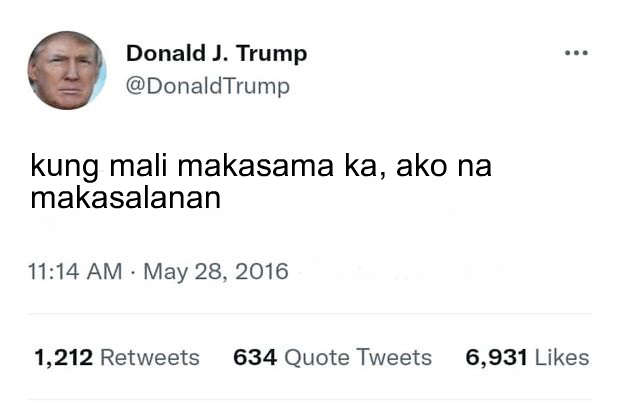 Donald J. Trump
@DonaldTrump
kung mali makasama ka, ako na
makasalanan
11:14 AM · May 28, 2016
1,212 Retweets 634 Quote Tweets 6,931 Likes